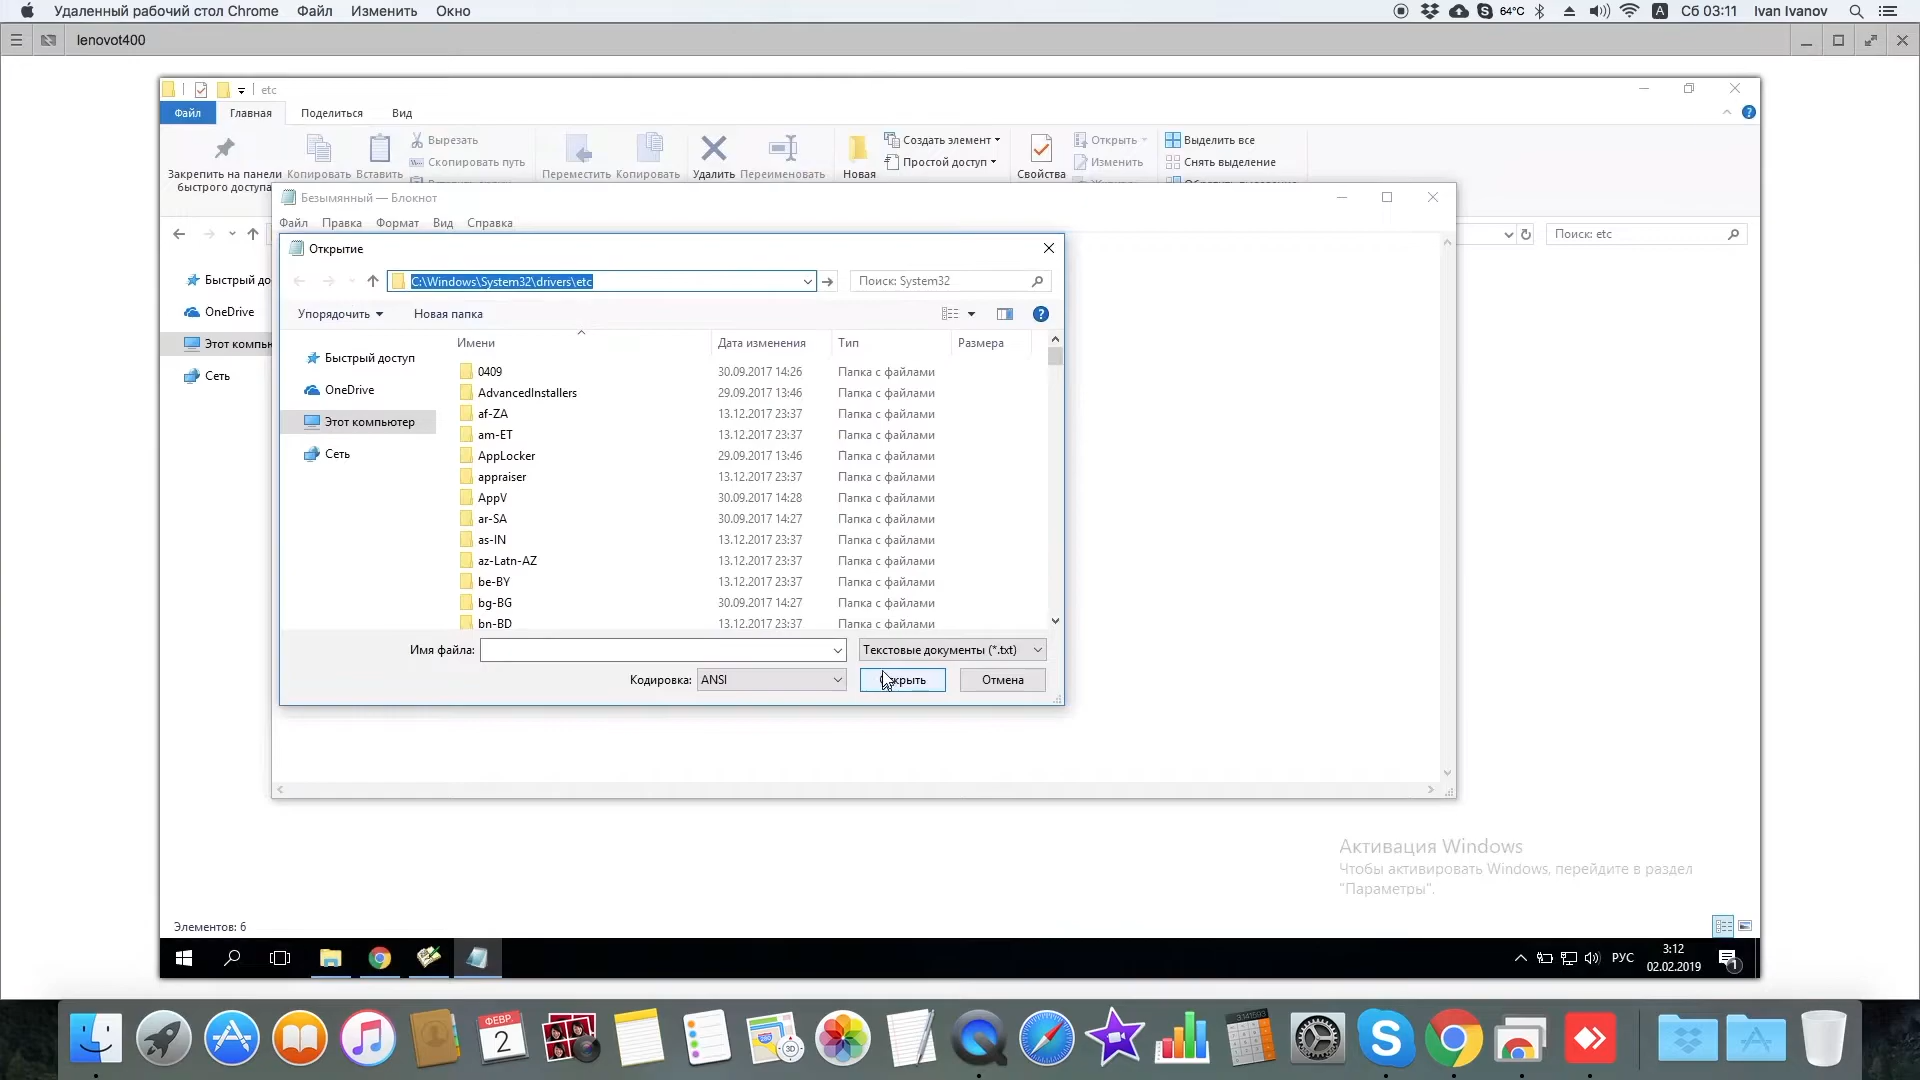 Удаленный рабочий стол Chrome Файл Изменить Окно 64°C A Сб 03:11 Ivan Ivanov
lenovot400
etc
Файл Главная Поделиться Вид
Вырезать
Скопировать путь
Создать элемент
Простой доступ
Открыть
Изменить
Выделить все
Снять выделение
Закрепить на панели
быстрого доступа
Копировать Вставить Переместить Копировать Удалить Переименовать Новая Свойства
Безымянный — Блокнот
Файл Правка Формат Вид Справка
Поиск: etc
Открытие
C:\Windows\System32\drivers\etc
Поиск: System32
Упорядочить Новая папка
Быстрый до
OneDrive
Этот компью
Сеть
Быстрый доступ
OneDrive
Этот компьютер
Сеть
Имени Дата изменения Тип Размера
0409 30.09.2017 14:26 Папка с файлами
AdvancedInstallers 29.09.2017 13:46 Папка с файлами
af-ZA 13.12.2017 23:37 Папка с файлами
am-ET 13.12.2017 23:37 Папка с файлами
AppLocker 29.09.2017 13:46 Папка с файлами
appraiser 13.12.2017 23:37 Папка с файлами
AppV 30.09.2017 14:28 Папка с файлами
ar-SA 30.09.2017 14:27 Папка с файлами
as-IN 13.12.2017 23:37 Папка с файлами
az-Latn-AZ 13.12.2017 23:37 Папка с файлами
be-BY 13.12.2017 23:37 Папка с файлами
bg-BG 30.09.2017 14:27 Папка с файлами
bn-BD 13.12.2017 23:37 Папка с файлами
Имя файла: Текстовые документы (*.txt)
Кодировка: ANSI крыть Отмена
Активация Windows
Чтобы активировать Windows, перейдите в раздел
"Параметры".
Элементов: 6
РУС
3:12
02.02.2019
1
ФЕВР.
2